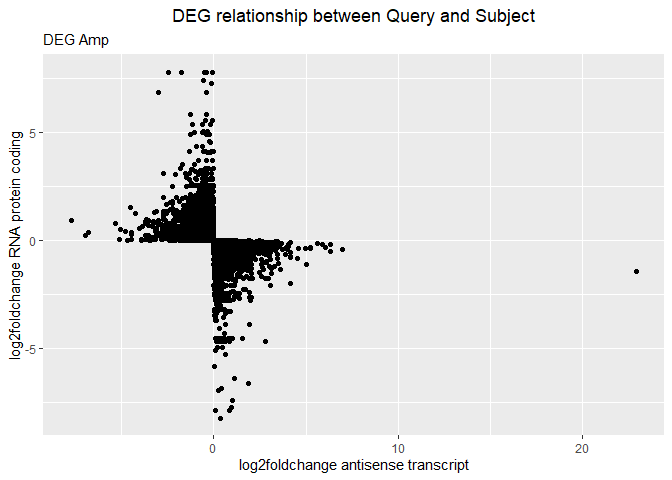 DEG relationship between Query and Subject
DEG Amp
log2foldchange RNA protein coding
5
0
-5
0
10
20
log2foldchange antisense transcript